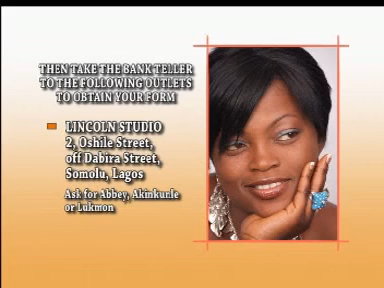 THEN TAKE THE BANK TELLER
TO THE FOLLOWING OUTLETS
TO OBTAIN YOUR FORM
LINCOLN STUDIO
2, Oshile Street,
off Dabira Street,
Somolu, Lagos
Ask for Abbey, Akinkunle
or Lukmon